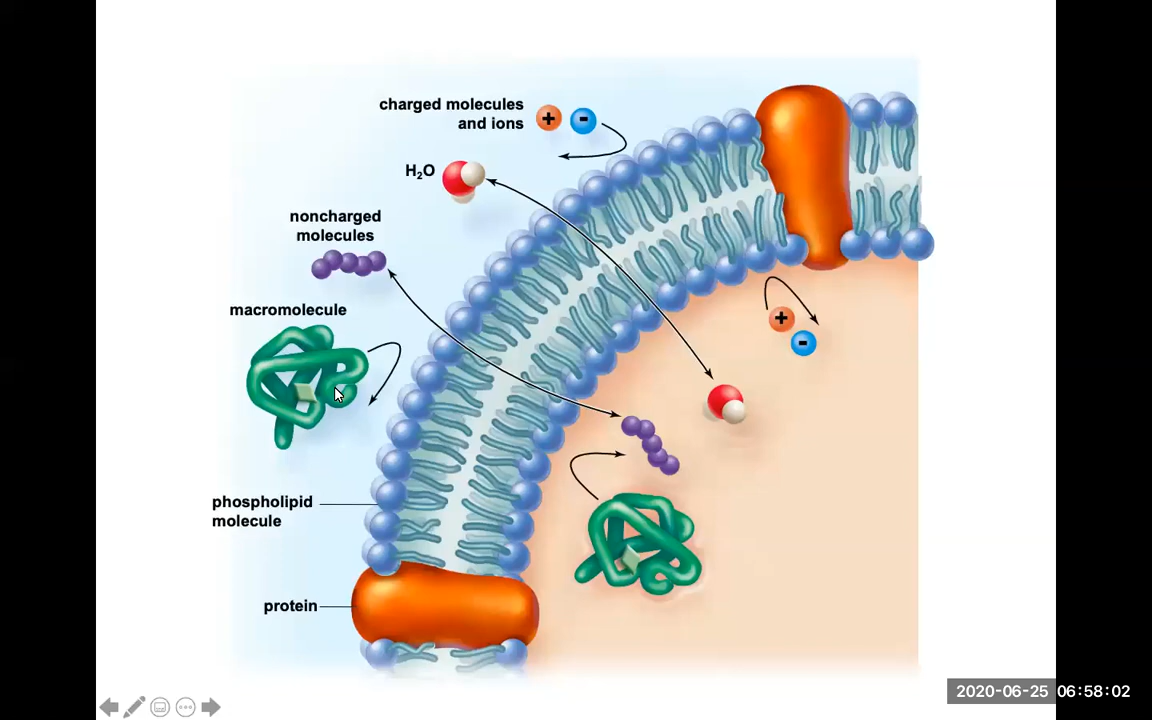 charged molecules
and ions
+ -
H₂O
noncharged
molecules
macromolecule
+
-
phospholipid
molecule
protein
2020-06-25 06:58:02